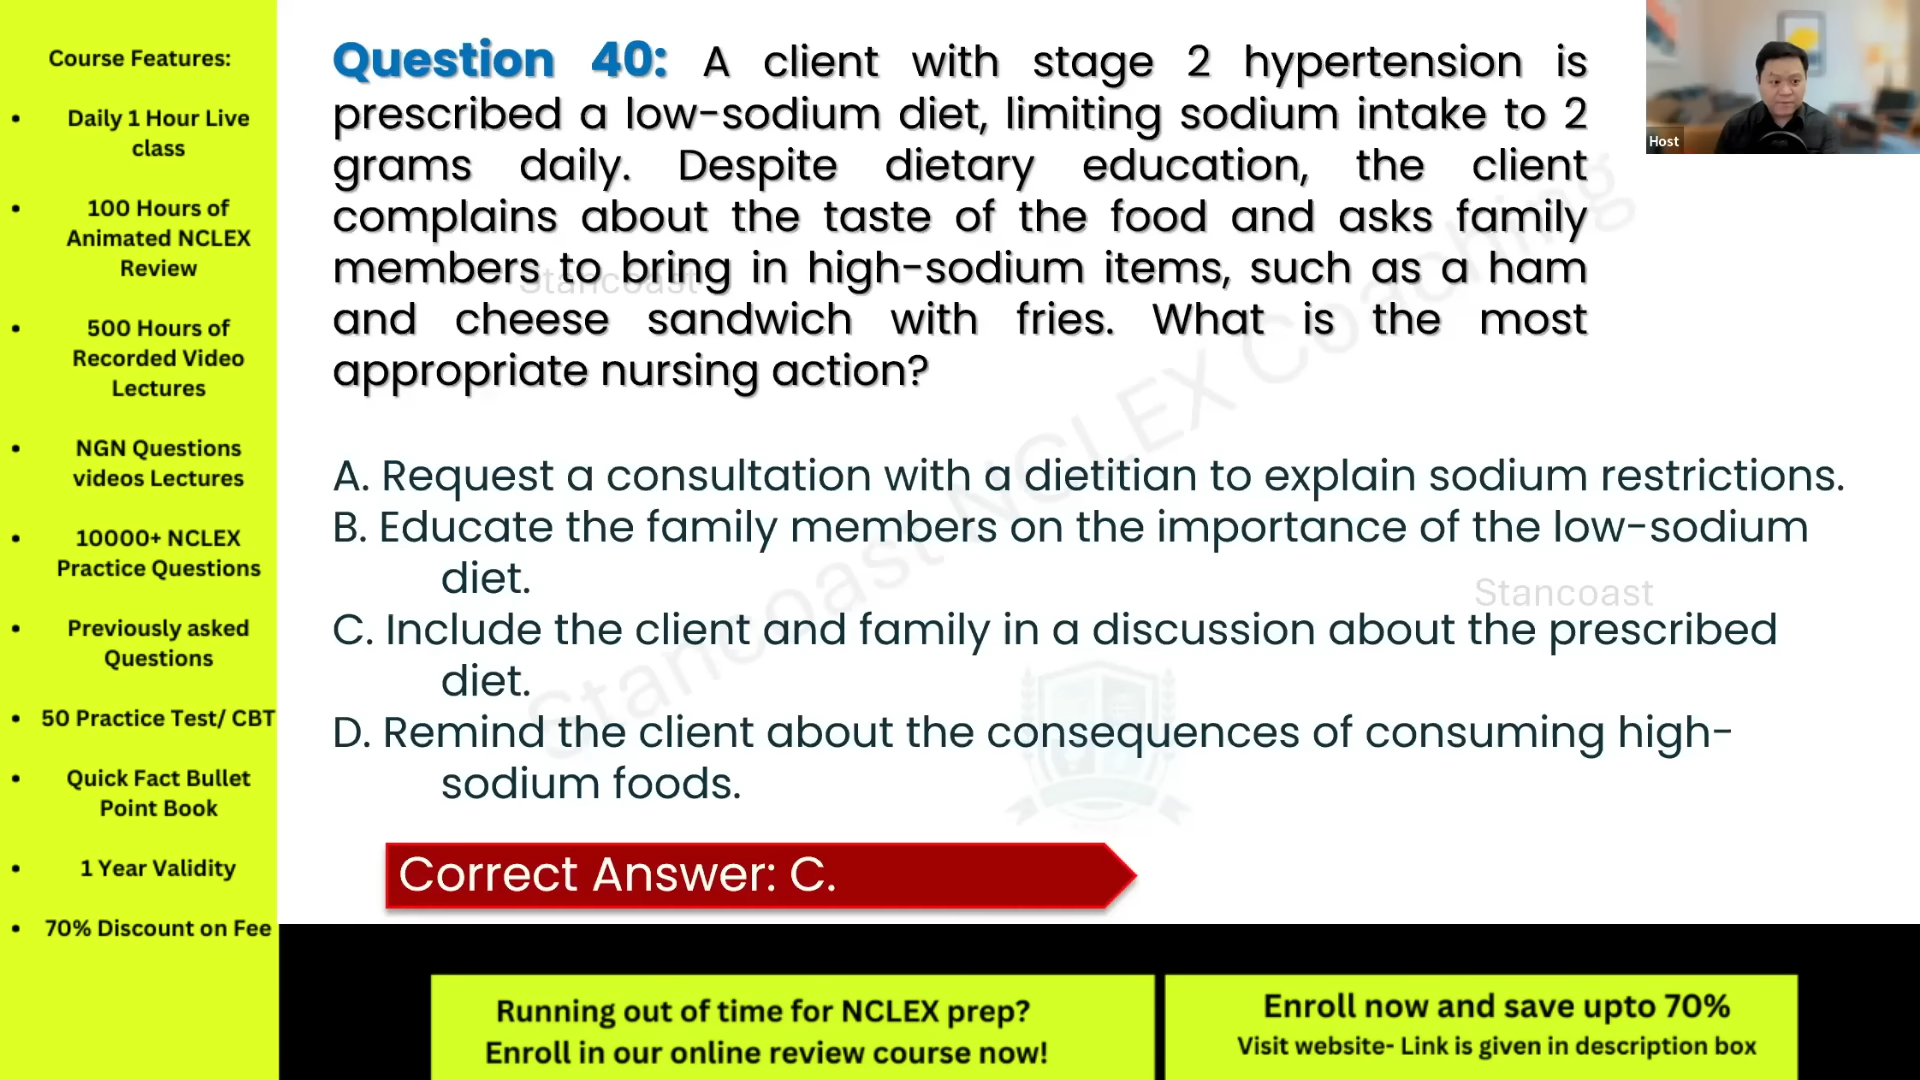 Course Features:
• Daily 1 Hour Live
class
• 100 Hours of
Animated NCLEX
Review
• 500 Hours of
Recorded Video
Lectures
• NGN Questions
videos Lectures
• 10000+ NCLEX
Practice Questions
• Previously asked
Questions
• 50 Practice Test/ CBT
• Quick Fact Bullet
Point Book
• 1 Year Validity
• 70% Discount on Fee
Question 40: A client with stage 2 hypertension is
prescribed a low-sodium diet, limiting sodium intake to 2
grams daily. Despite dietary education, the client
complains about the taste of the food and asks family
members to bring in high-sodium items, such as a ham
and cheese sandwich with fries. What is the most
appropriate nursing action?
A. Request a consultation with a dietitian to explain sodium restrictions.
B. Educate the family members on the importance of the low-sodium
diet.
C. Include the client and family in a discussion about the prescribed
diet.
D. Remind the client about the consequences of consuming high-
sodium foods.
Correct Answer: C.
Stancoast
Stancoast
Stancoast NCLEX Coaching
Host
Running out of time for NCLEX prep?
Enroll in our online review course now!
Enroll now and save upto 70%
Visit website- Link is given in description box